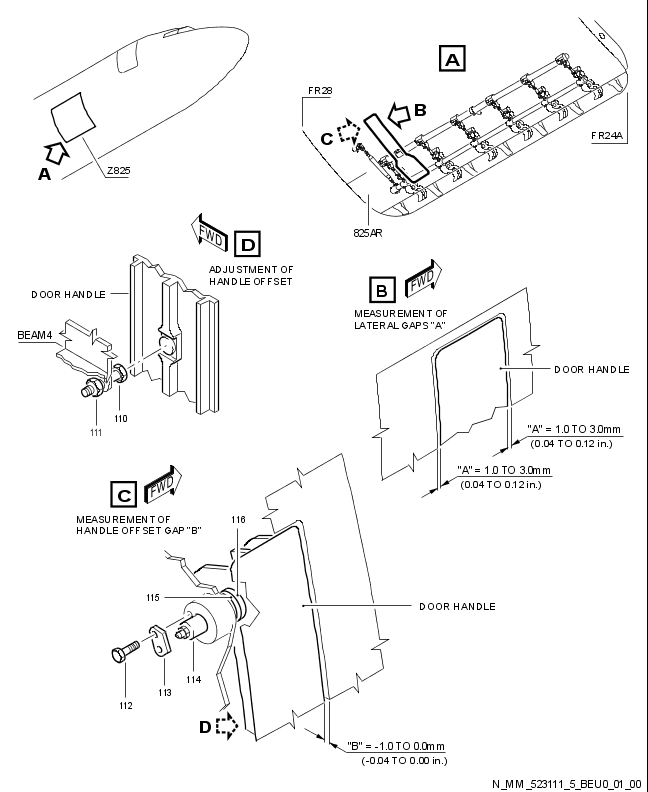 A
FR28
B
C
FR24A
A
Z825
825AR
FWD
D
ADJUSTMENT OF
HANDLE OFFSET
DOOR HANDLE
BEAM4
110
111
B
FWD
MEASUREMENT OF
LATERAL GAPS "A"
DOOR HANDLE
"A" = 1.0 TO 3.0mm
(0.04 TO 0.12 in.)
"A" = 1.0 TO 3.0mm
(0.04 TO 0.12 in.)
C
FWD
MEASUREMENT OF
HANDLE OFFSET GAP "B"
116
115
DOOR HANDLE
114
113
112
D
"B" = -1.0 TO 0.0mm
(-0.04 TO 0.00 in.)
N_MM_523111_5_BEU0_01_00